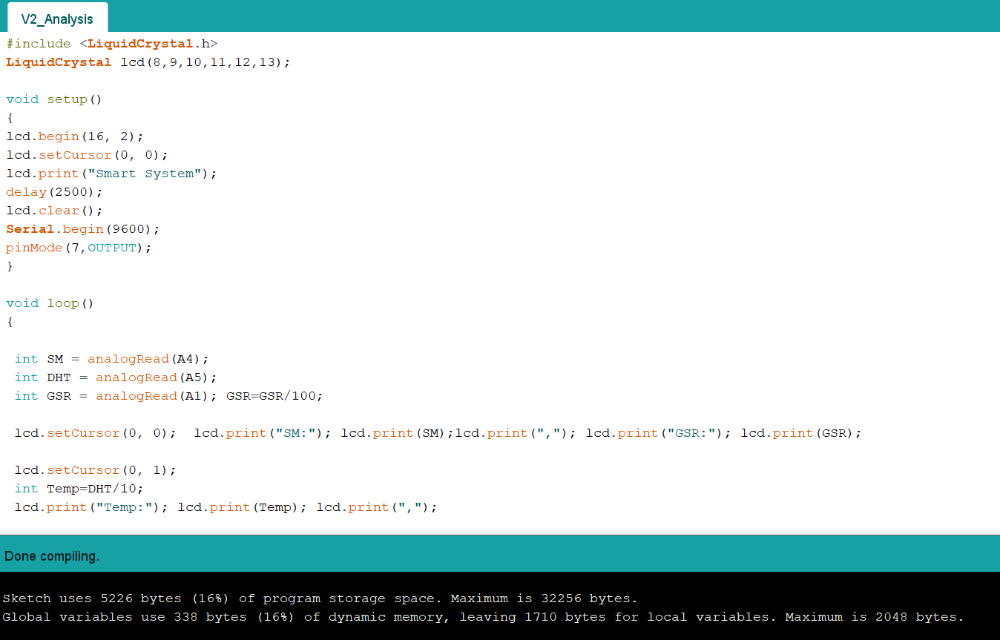 V2_Analysis
#include <LiquidCrystal.h>
LiquidCrystal lcd(8,9,10,11,12,13);
void setup()
{
lcd.begin(16, 2);
lcd.setCursor(0, 0);
lcd.print("Smart System");
delay(2500);
lcd.clear();
Serial.begin(9600);
pinMode(7,OUTPUT);
}
void loop()
{
int SM = analogRead(A4);
int DHT = analogRead(A5);
int GSR = analogRead(A1); GSR=GSR/100;
lcd.setCursor(0, 0);  lcd.print("SM:"); lcd.print(SM);lcd.print(","); lcd.print("GSR:"); lcd.print(GSR);
lcd.setCursor(0, 1);
int Temp=DHT/10;
lcd.print("Temp:"); lcd.print(Temp); lcd.print(",");
Done compiling.
Sketch uses 5226 bytes (16%) of program storage space. Maximum is 32256 bytes.
Global variables use 338 bytes (16%) of dynamic memory, leaving 1710 bytes for local variables. Maximum is 2048 bytes.